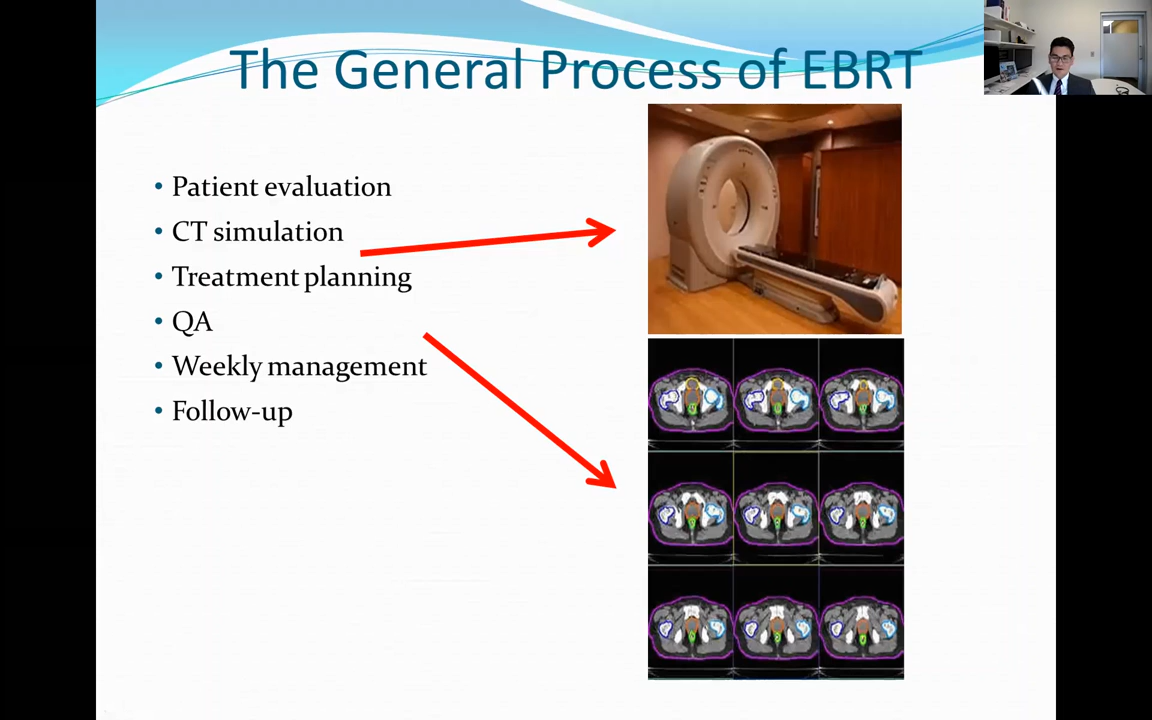 The General Process of EBRT
• Patient evaluation
• CT simulation
• Treatment planning
• QA
• Weekly management
• Follow-up